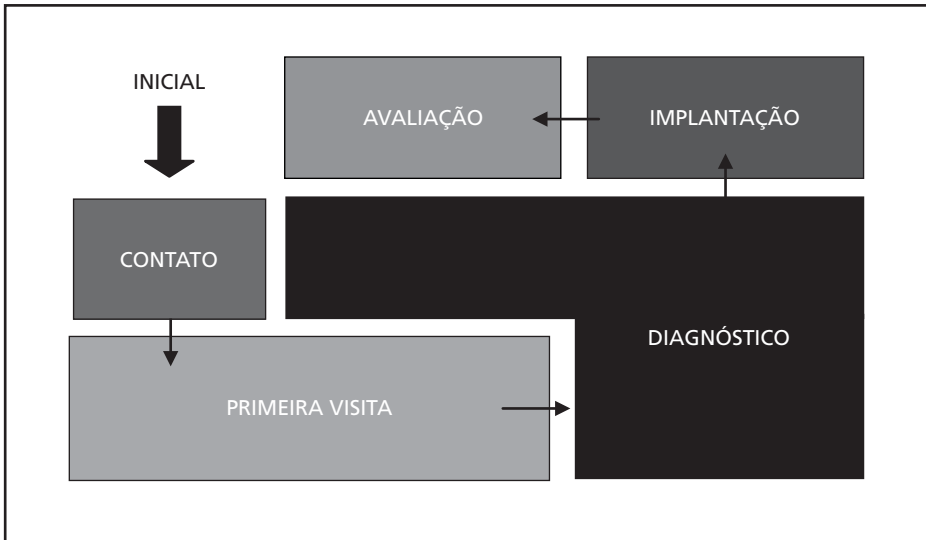 INICIAL
CONTATO
PRIMEIRA VISITA
DIAGNÓSTICO
IMPLANTAÇÃO
AVALIAÇÃO